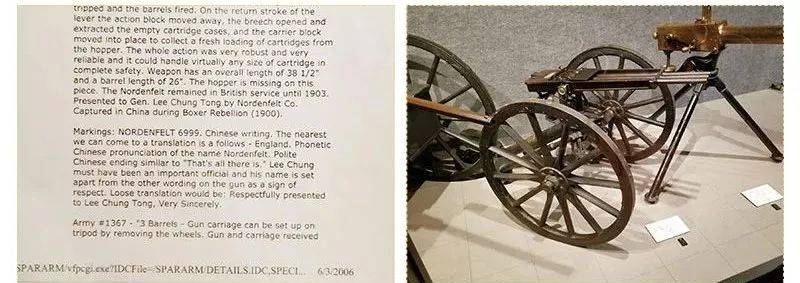 tripped and the barrels fired. On the return stroke of the
lever the action block moved away, the breech opened and
extracted the empty cartridge cases, and the carrier block
moved into place to collect a fresh loading of cartridges from
the hopper. The whole action was very robust and very
reliable and it could handle virtually any size of cartridge in
complete safety. Weapon has an overall length of 38 1/2"
and a barrel length of 26". The hopper is missing on this
piece. The Nordenfelt remained in British service until 1903.
Presented to Gen. Lee Chung Tong by Nordenfelt Co.
Captured in China during Boxer Rebellion (1900).
Markings: NORDENFELT 6999. Chinese writing. The nearest
we can come to a translation is a follows - England. Phonetic
Chinese pronunciation of the name Nordenfelt. Polite
Chinese ending similar to "That's all there is." Lee Chung
must have been an important official and his name is set
apart from the other wording on the gun as a sign of
respect. Loose translation would be: Respectfully presented
to Lee Chung Tong, Very Sincerely.
Army #1367 - "3 Barrels - Gun carriage can be set up on
tripod by removing the wheels. Gun and carriage received
SPARARM/vfpcgi.exe?IDCFile=/SPARARM/DETAILS.IDC,SPECI... 6/3/2006